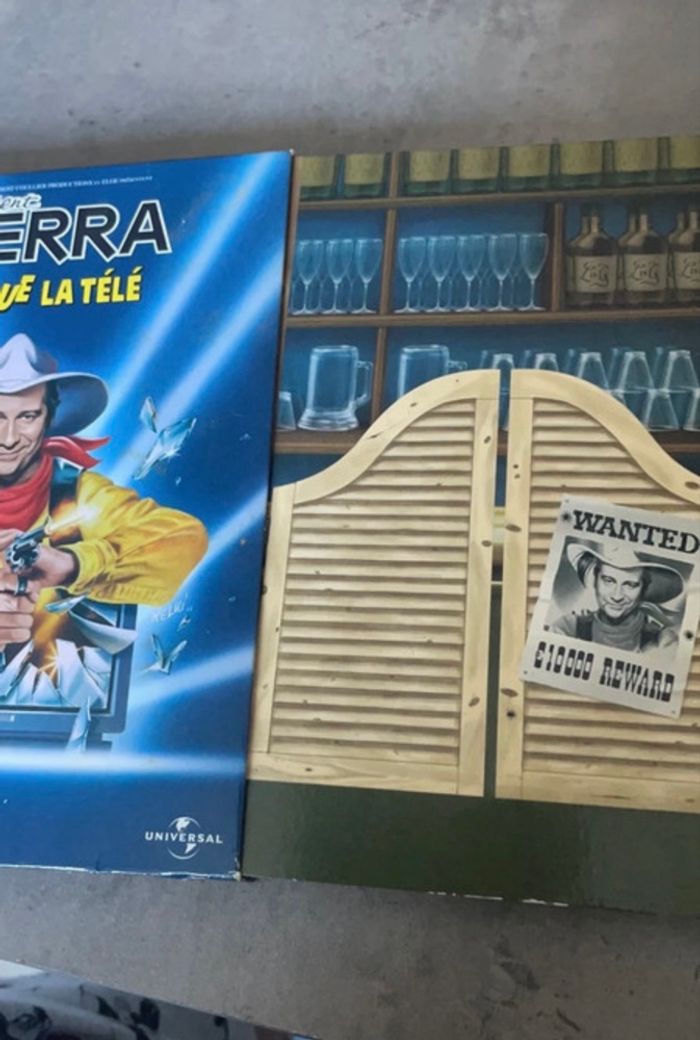 ERRA
UE LA TÉLÉ
UNIVERSAL
WANTED
€10000 REWARD